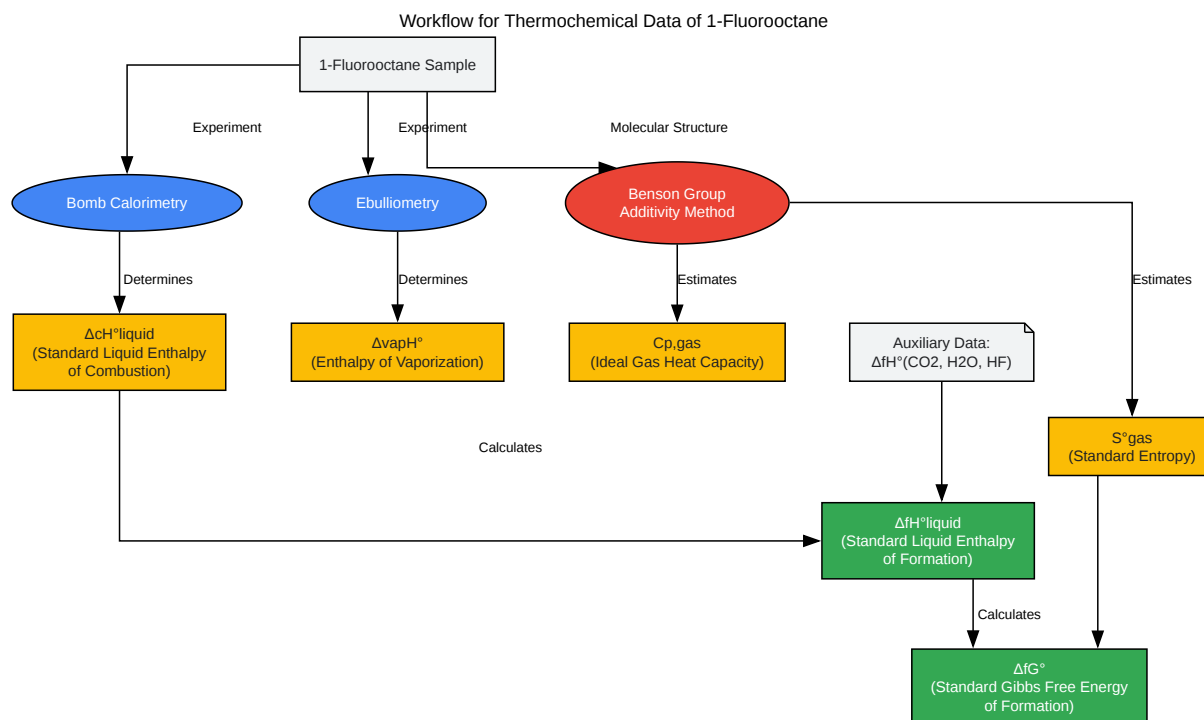 Workflow for Thermochemical Data of 1-Fluorooctane
1-Fluorooctane Sample
Experiment
Experiment
Molecular Structure
Bomb Calorimetry
Ebulliometry
Benson Group
Additivity Method
Determines
Determines
Estimates
Estimates
ΔcH°liquid
(Standard Liquid Enthalpy
of Combustion)
ΔvapH°
(Enthalpy of Vaporization)
Cp,gas
(Ideal Gas Heat Capacity)
Auxiliary Data:
ΔfH°(CO2, H2O, HF)
S°gas
(Standard Entropy)
Calculates
ΔfH°liquid
(Standard Liquid Enthalpy
of Formation)
Calculates
ΔfG°
(Standard Gibbs Free Energy
of Formation)